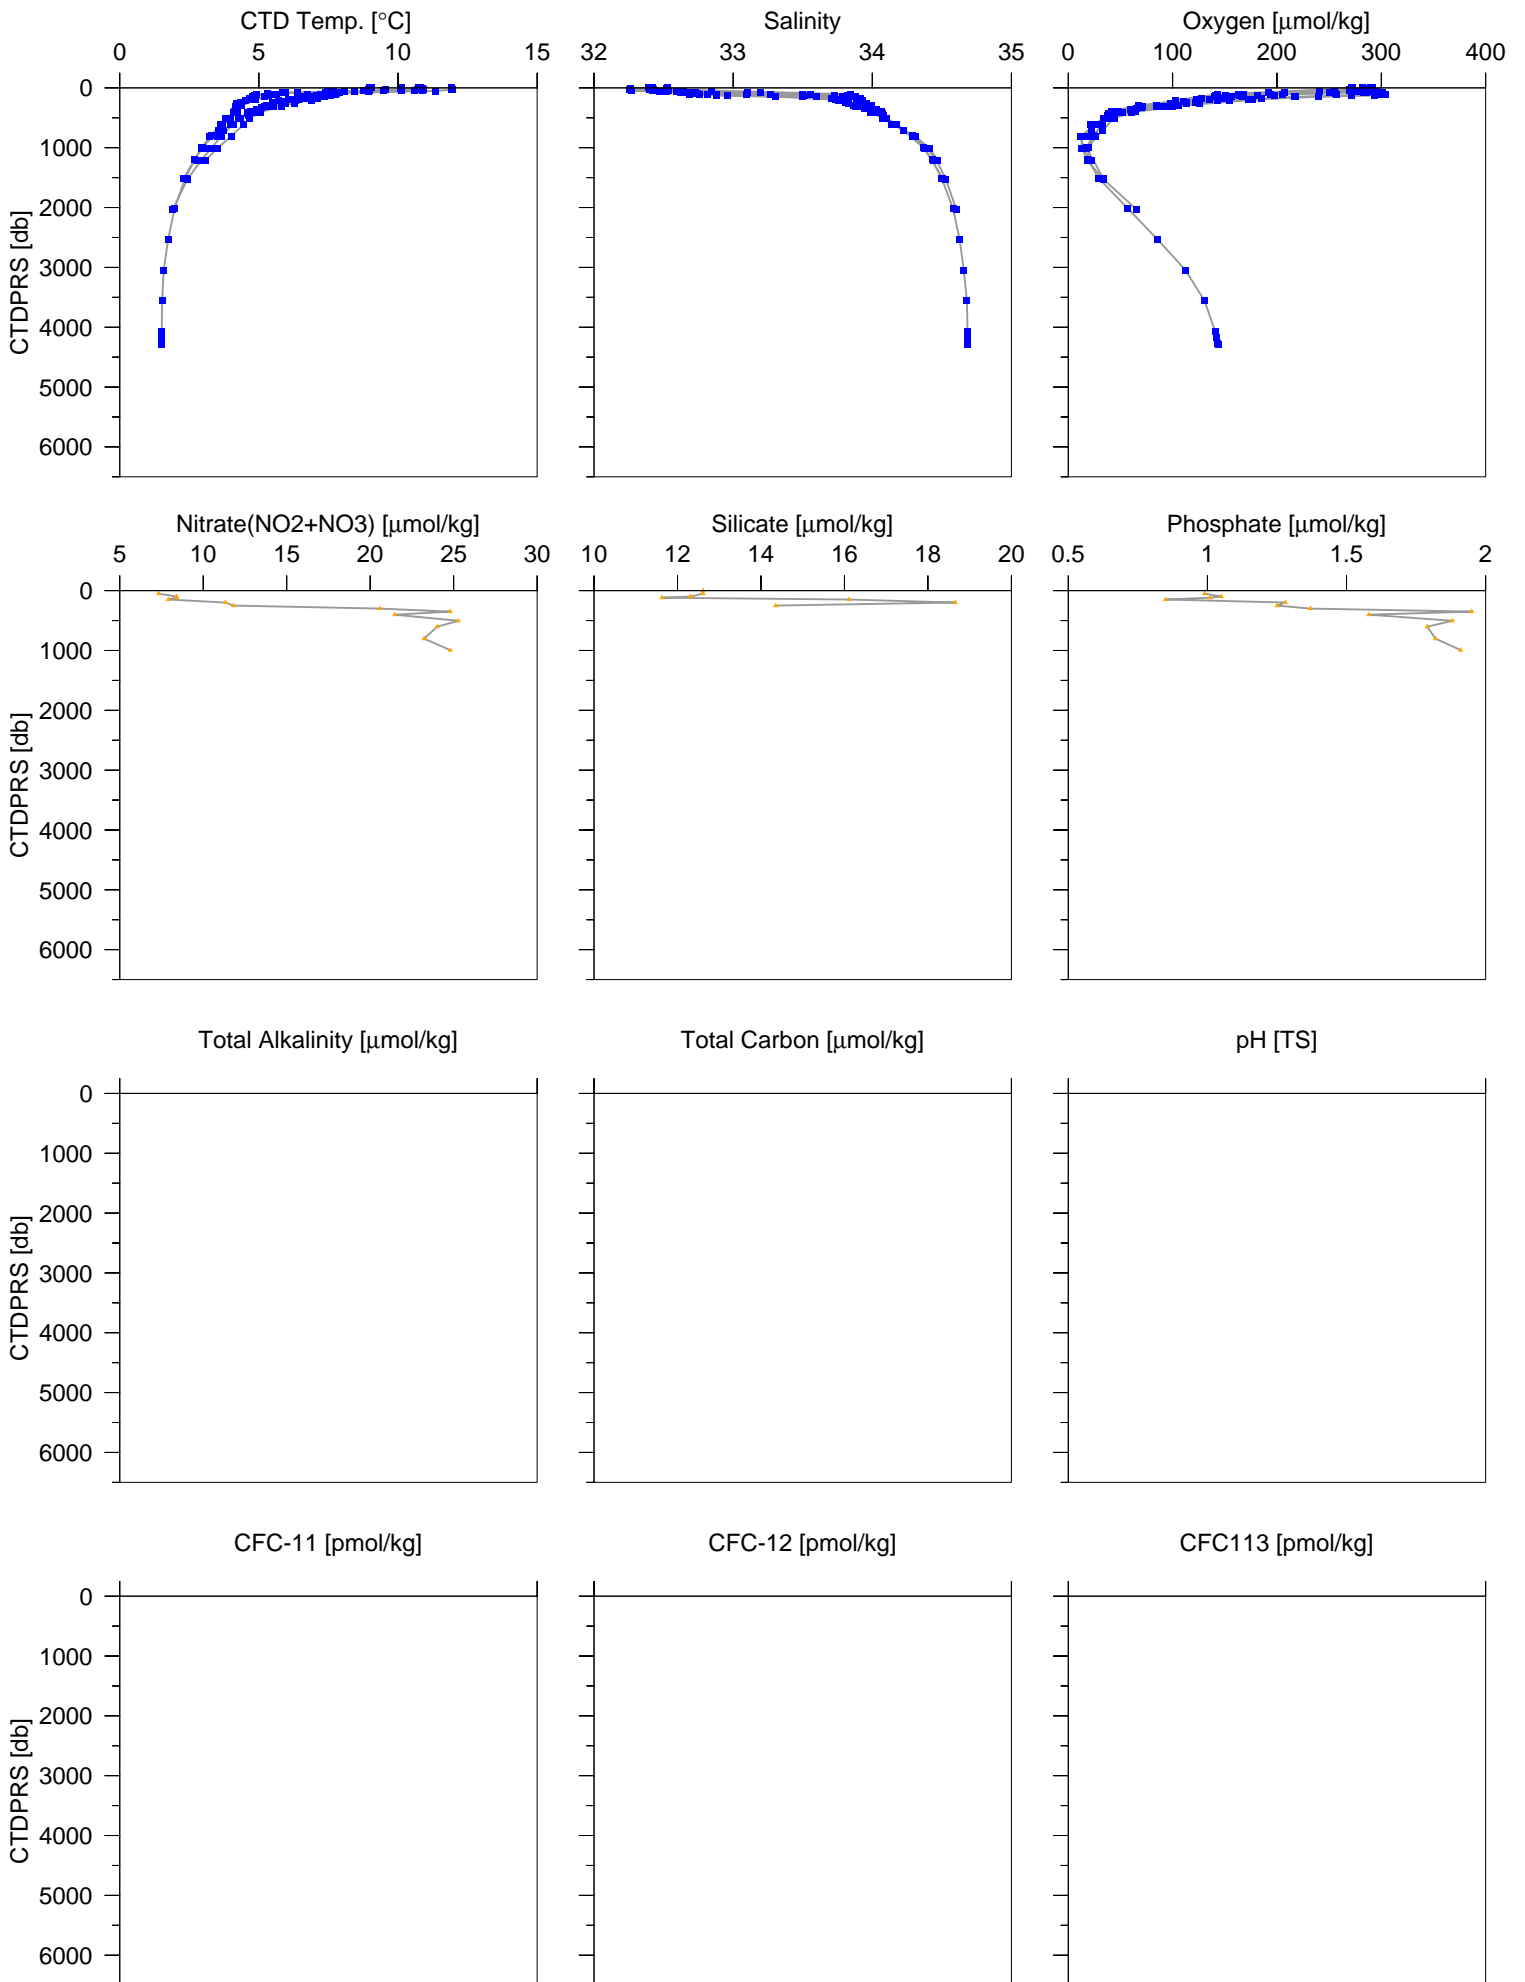 CTD Temp. [°C] Salinity Oxygen [μmol/kg]
0 5 10 15 32 33 34 35 0 100 200 300 400
0
1000
2000
3000
4000
5000
6000
CTDPRS [db]
Nitrate(NO2+NO3) [μmol/kg] Silicate [μmol/kg] Phosphate [μmol/kg]
5 10 15 20 25 30 10 12 14 16 18 20 0.5 1 1.5 2
0
1000
2000
3000
4000
5000
6000
CTDPRS [db]
Total Alkalinity [μmol/kg] Total Carbon [μmol/kg] pH [TS]
0
1000
2000
3000
4000
5000
6000
CTDPRS [db]
CFC-11 [pmol/kg] CFC-12 [pmol/kg] CFC113 [pmol/kg]
0
1000
2000
3000
4000
5000
6000
CTDPRS [db]